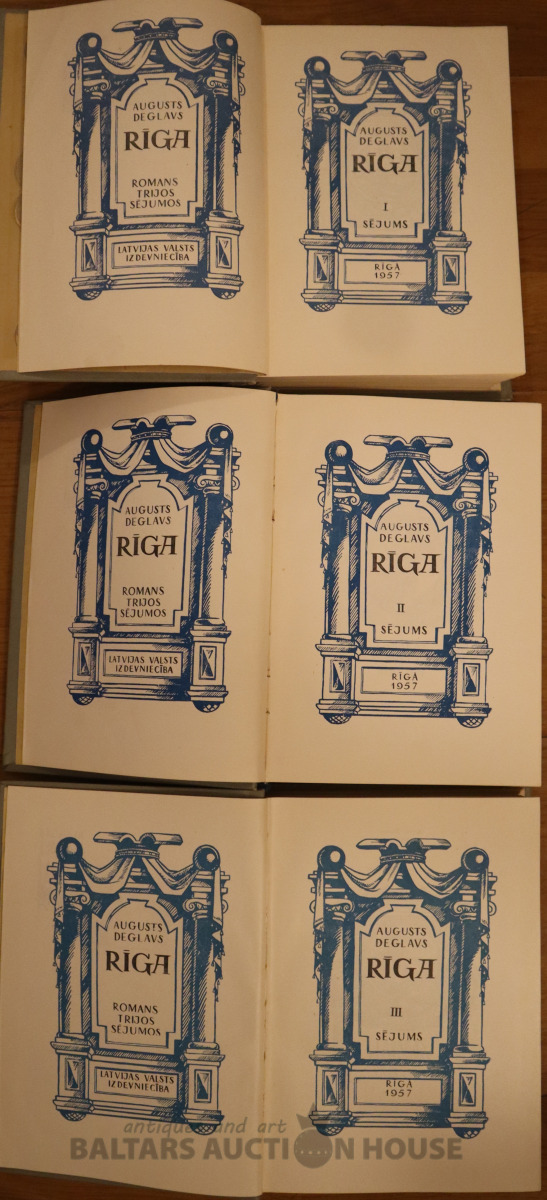 AUGUSTS
DEGLAVS
RĪGA
ROMANS
TRIJOS
SĒJUMOS
LATVIJAS VALSTS
IZDEVNIECĪBA
AUGUSTS
DEGLAVS
RĪGA
I
SĒJUMS
RĪGĀ
1957
AUGUSTS
DEGLAVS
RĪGA
ROMANS
TRIJOS
SĒJUMOS
LATVIJAS VALSTS
IZDEVNIECĪBA
AUGUSTS
DEGLAVS
RĪGA
II
SĒJUMS
RĪGĀ
1957
AUGUSTS
DEGLAVS
RĪGA
ROMANS
TRIJOS
SĒJUMOS
LATVIJAS VALSTS
IZDEVNIECĪBA
AUGUSTS
DEGLAVS
RĪGA
III
SĒJUMS
RĪGĀ
1957
antiques and art
BALTARS AUCTION HOUSE